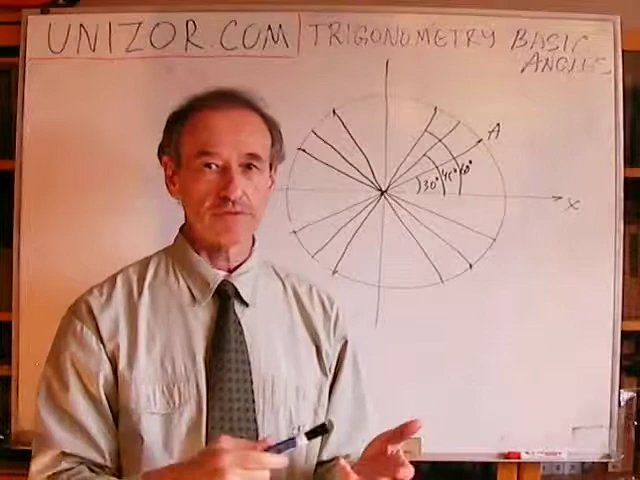 UNIZOR.COM | TRIGONOMETRY BASIC
ANGLES
A
30° 45° 60°
X